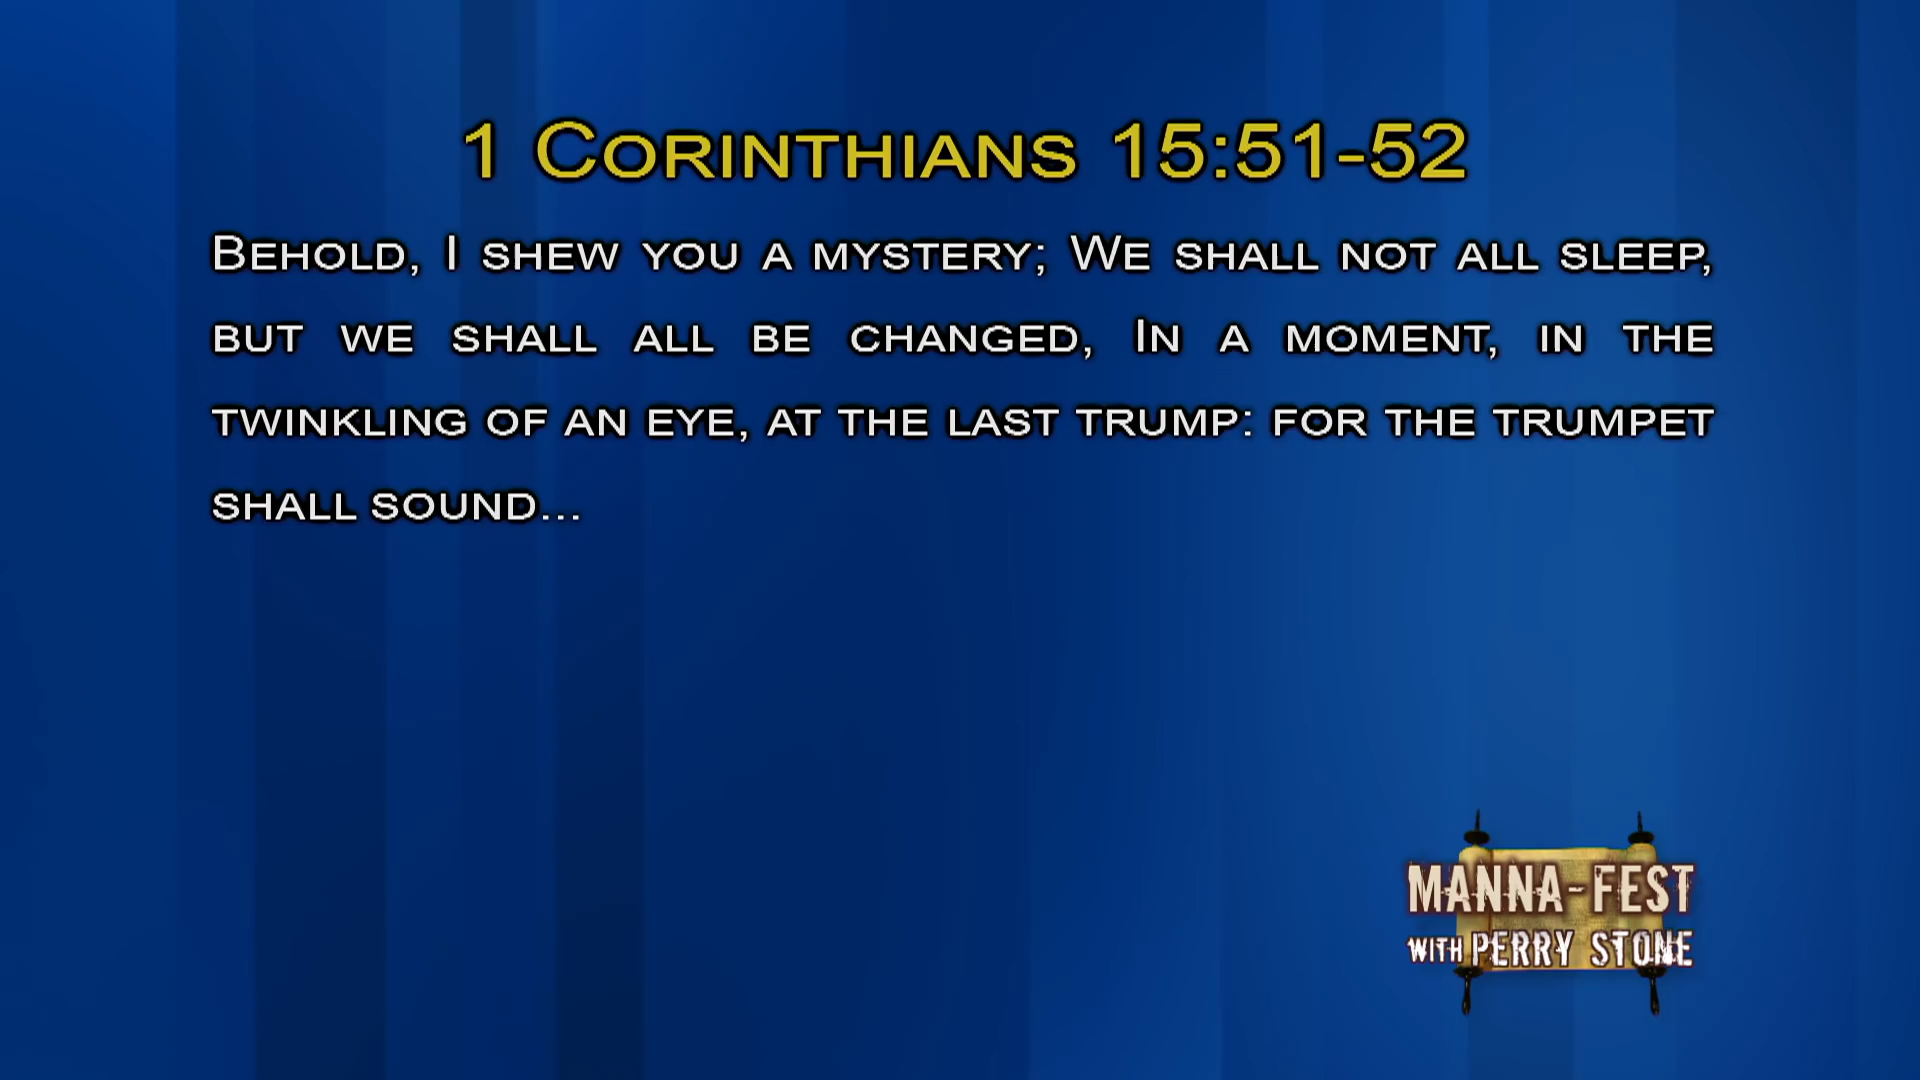 1 Corinthians 15:51-52
Behold, I shew you a mystery; We shall not all sleep,
but we shall all be changed, In a moment, in the
twinkling of an eye, at the last trump: for the trumpet
shall sound...
MANNA-FEST
WITH PERRY STONE